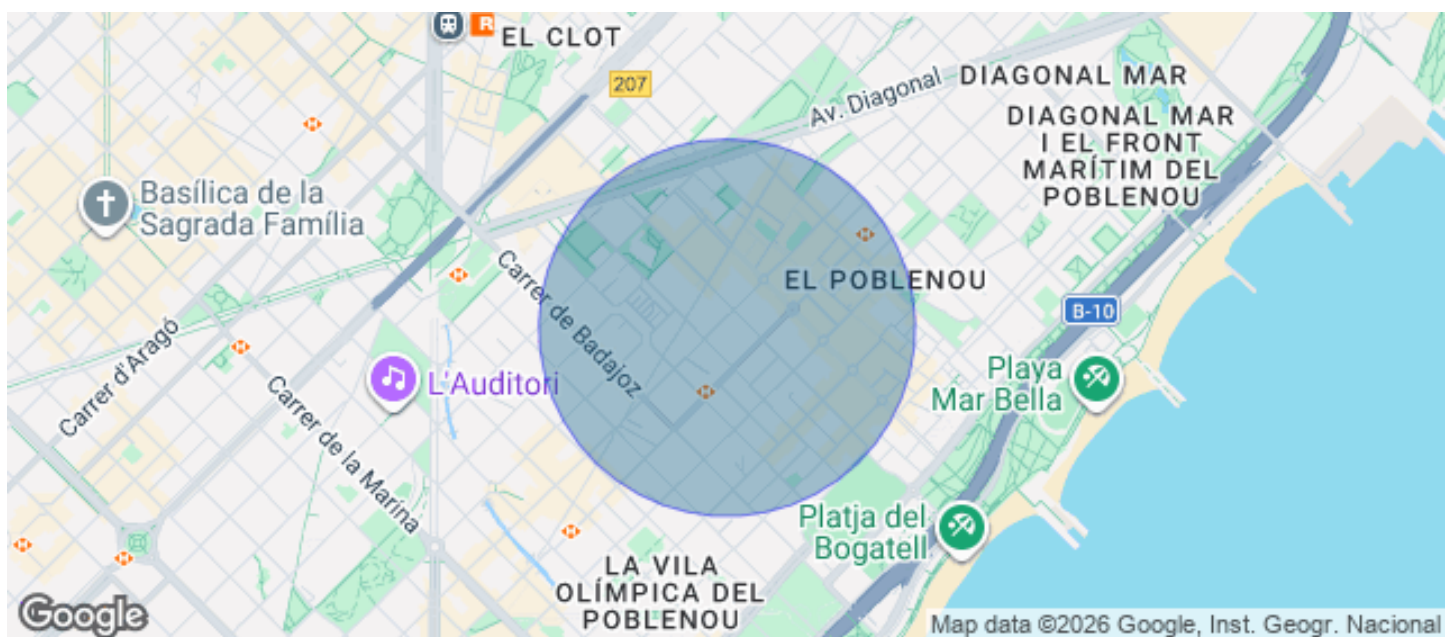 R
EL CLOT
207
Av. Diagonal
DIAGONAL MAR
DIAGONAL MAR
I EL FRONT
MARÍTIM DEL
POBLENOU
Basílica de la
Sagrada Família
Carrer de Badajoz
EL POBLENOU
B-10
Carrer d'Aragó
L'Auditori
Playa
Mar Bella
Carrer de la Marina
Platja del
Bogatell
LA VILA
OLÍMPICA DEL
POBLENOU
Google
Map data ©2026 Google, Inst. Geogr. Nacional